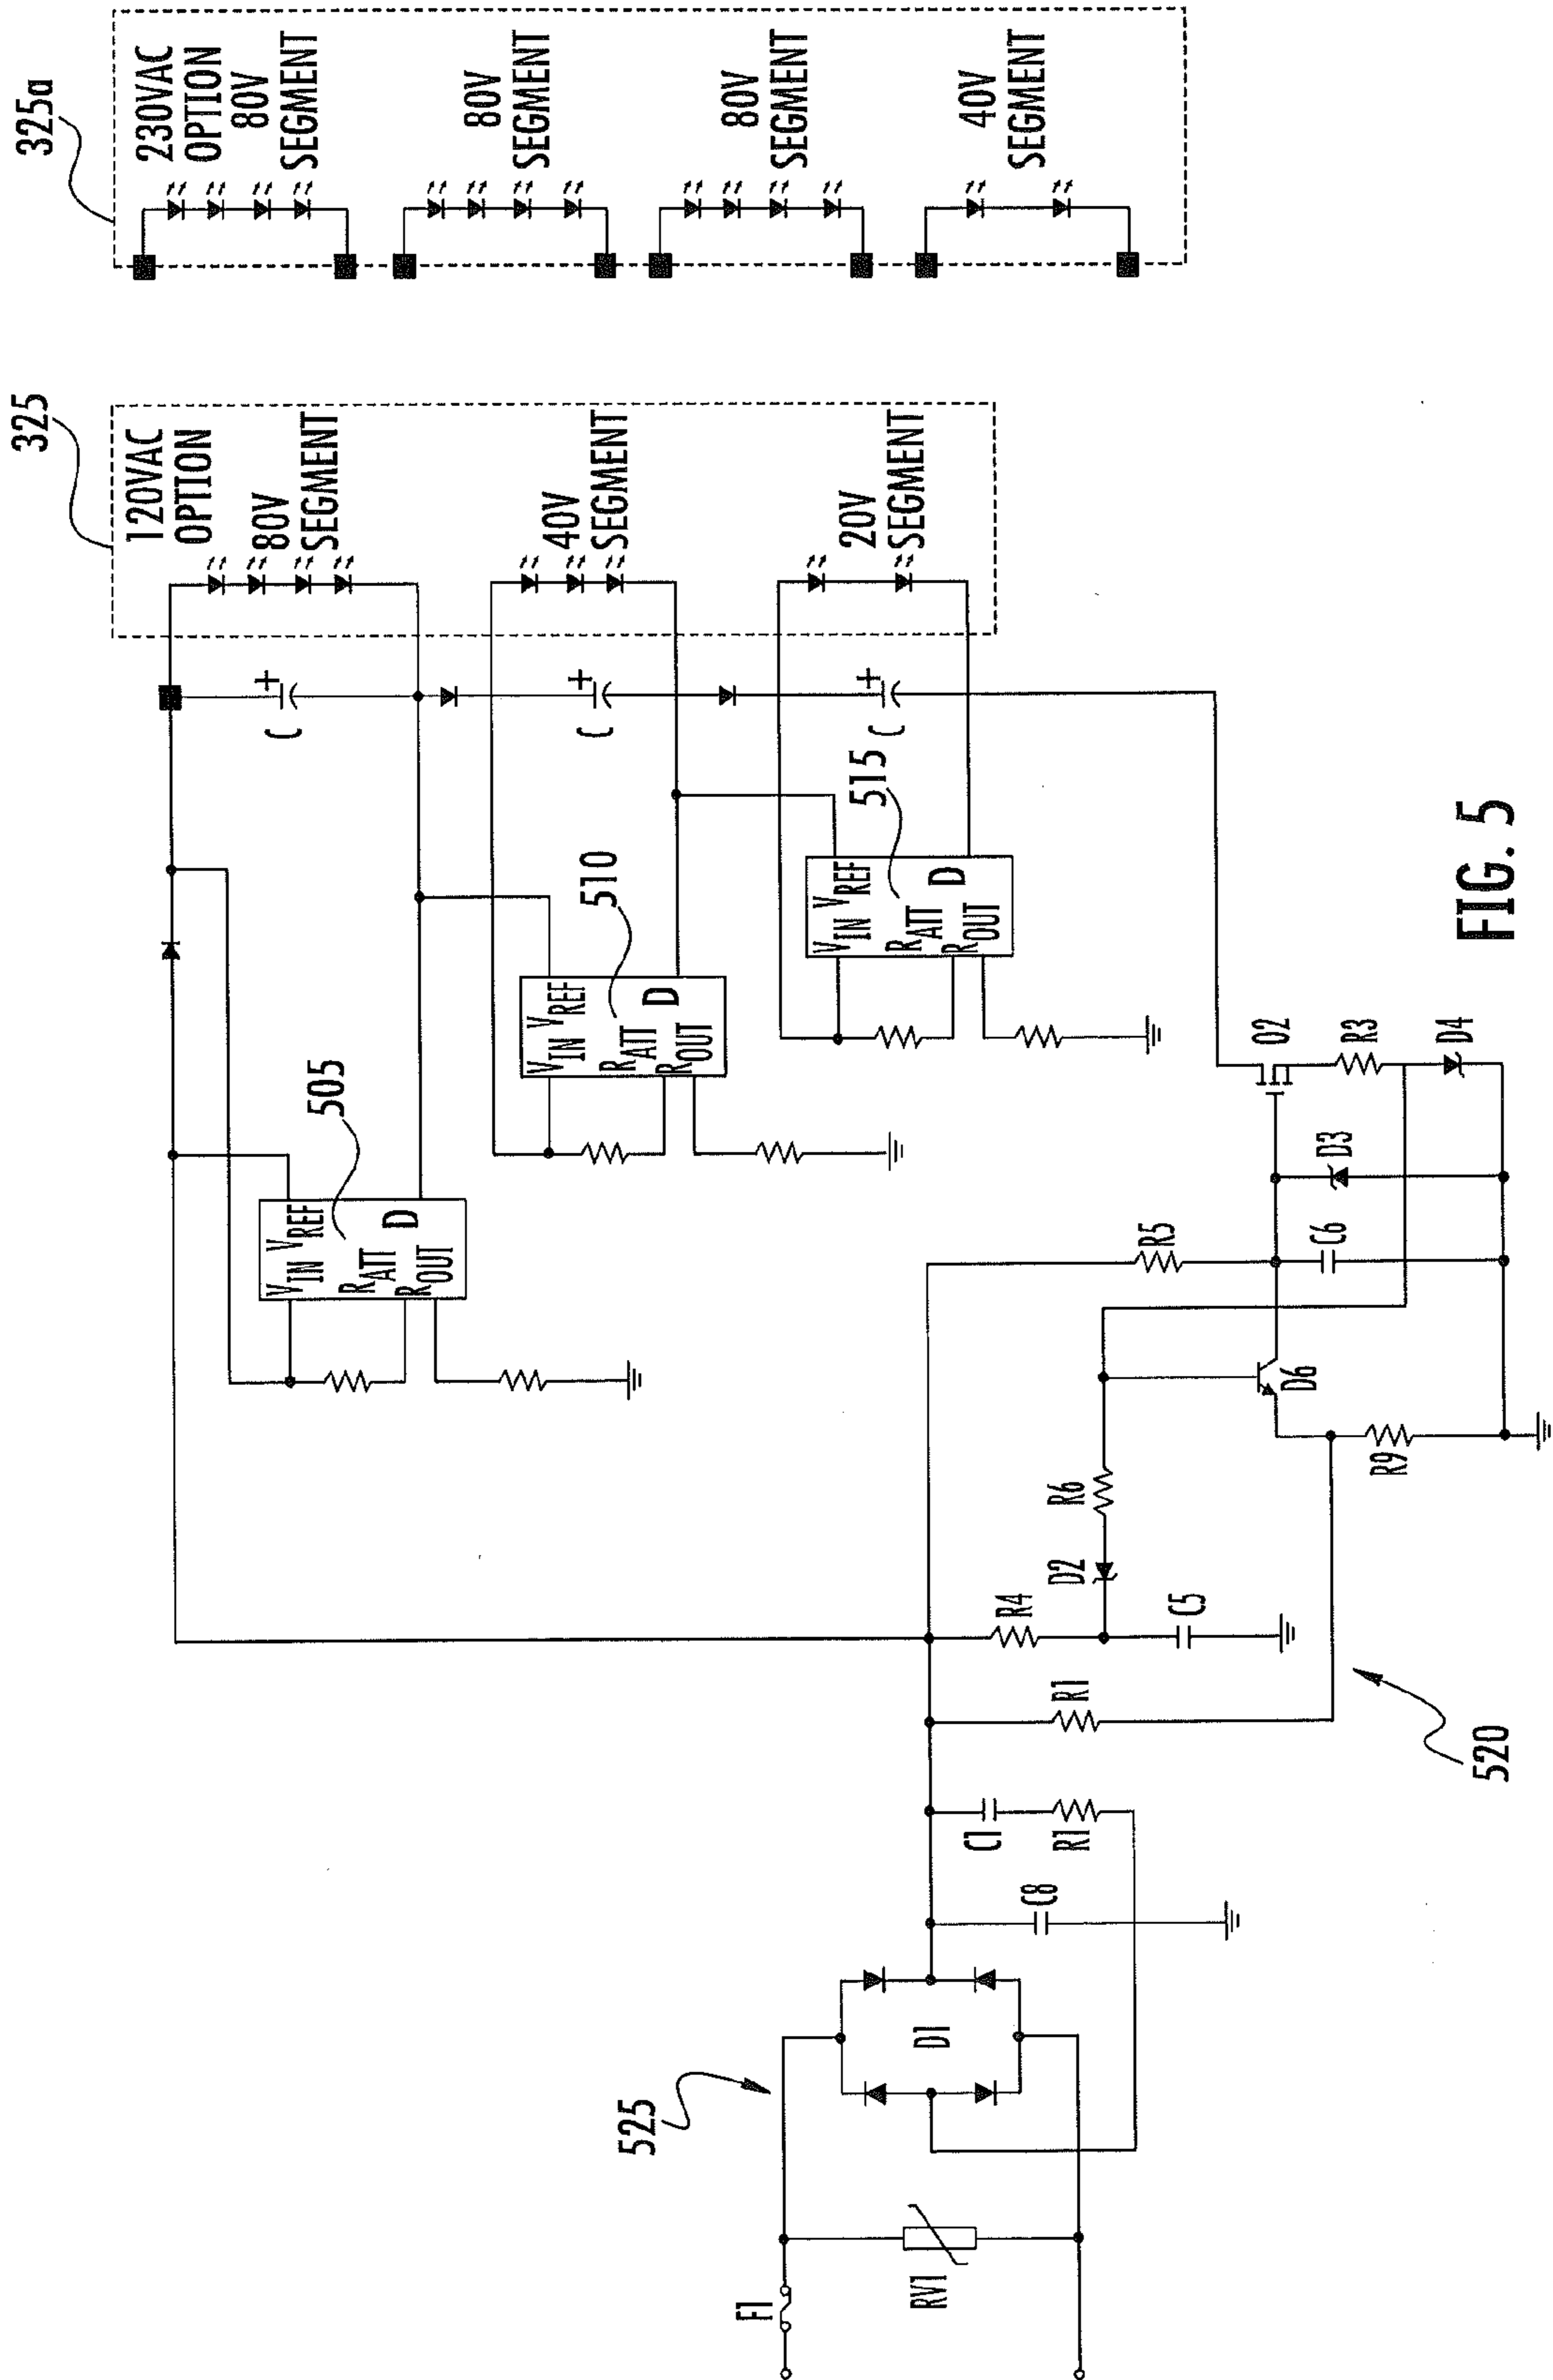 325a
230VAC
OPTION
80V
SEGMENT
80V
SEGMENT
80V
SEGMENT
40V
SEGMENT
325
120VAC
OPTION
80V
SEGMENT
40V
SEGMENT
20V
SEGMENT
C
+
C
+
C
+
505
VIN VREF
RATT
D
ROUT
510
VIN VREF
RATT
D
ROUT
515
VIN VREF
RATT
D
ROUT
F1
RV1
525
D1
C8
C1
R1
R1
R4
C5
D2
R6
R5
D6
R9
C6
D3
O2
R3
D4
520
FIG. 5